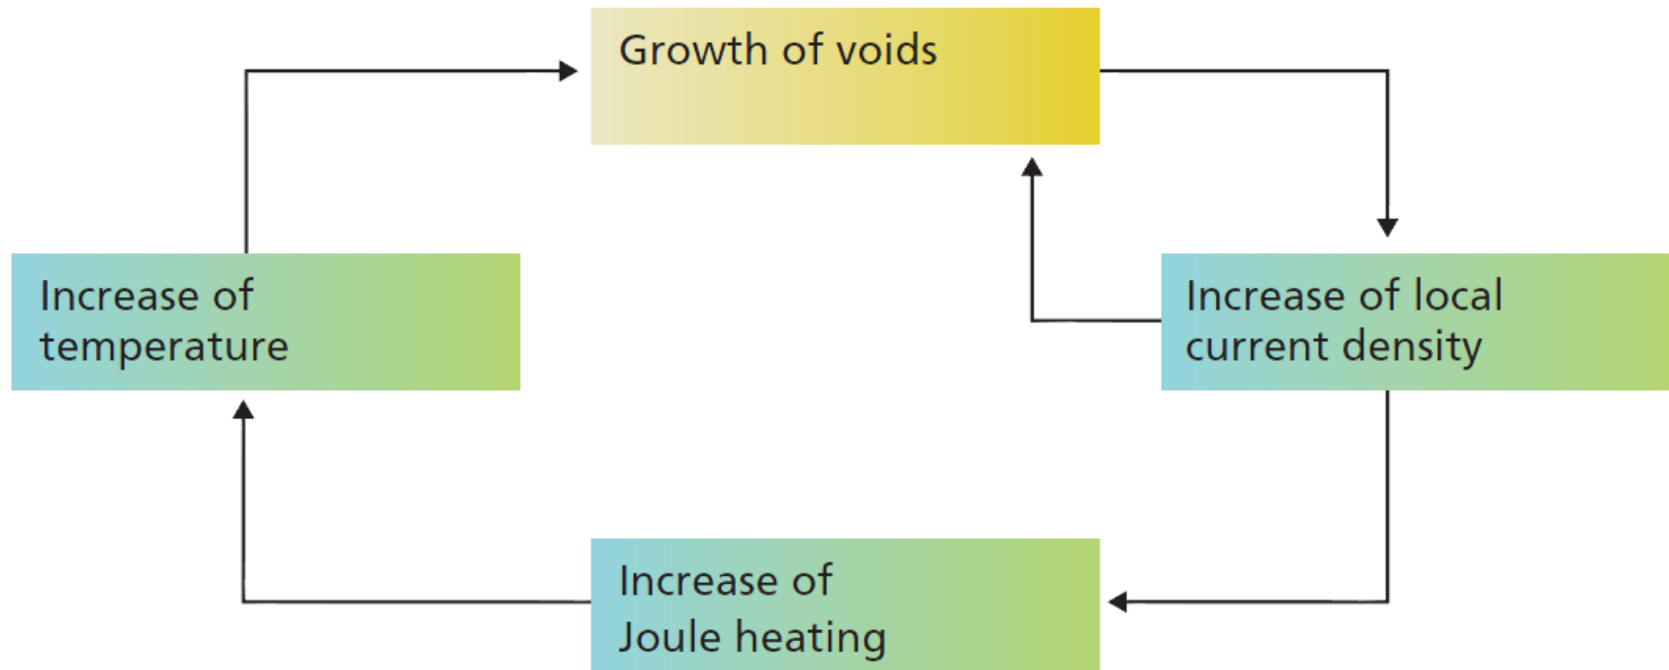 Growth of voids
Increase of
temperature
Increase of local
current density
Increase of
Joule heating